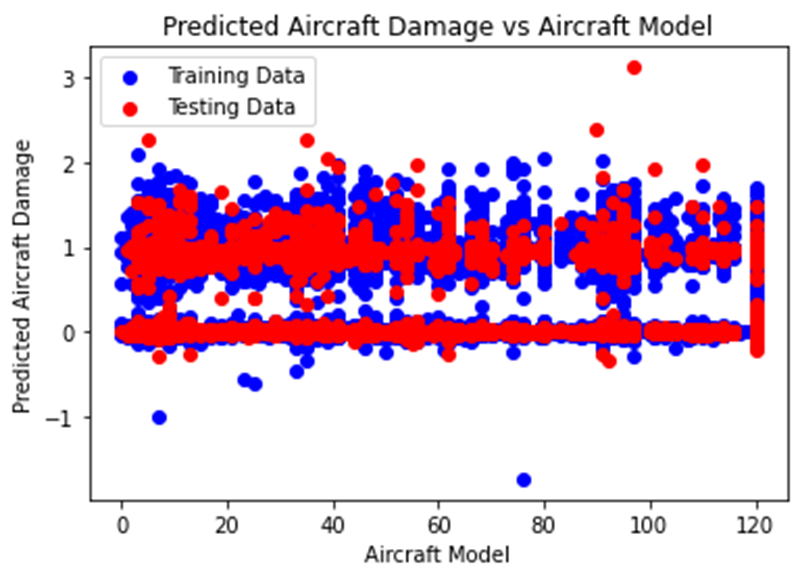 Predicted Aircraft Damage vs Aircraft Model
Training Data
Testing Data
Predicted Aircraft Damage
3
2
1
0
−1
0 20 40 60 80 100 120
Aircraft Model